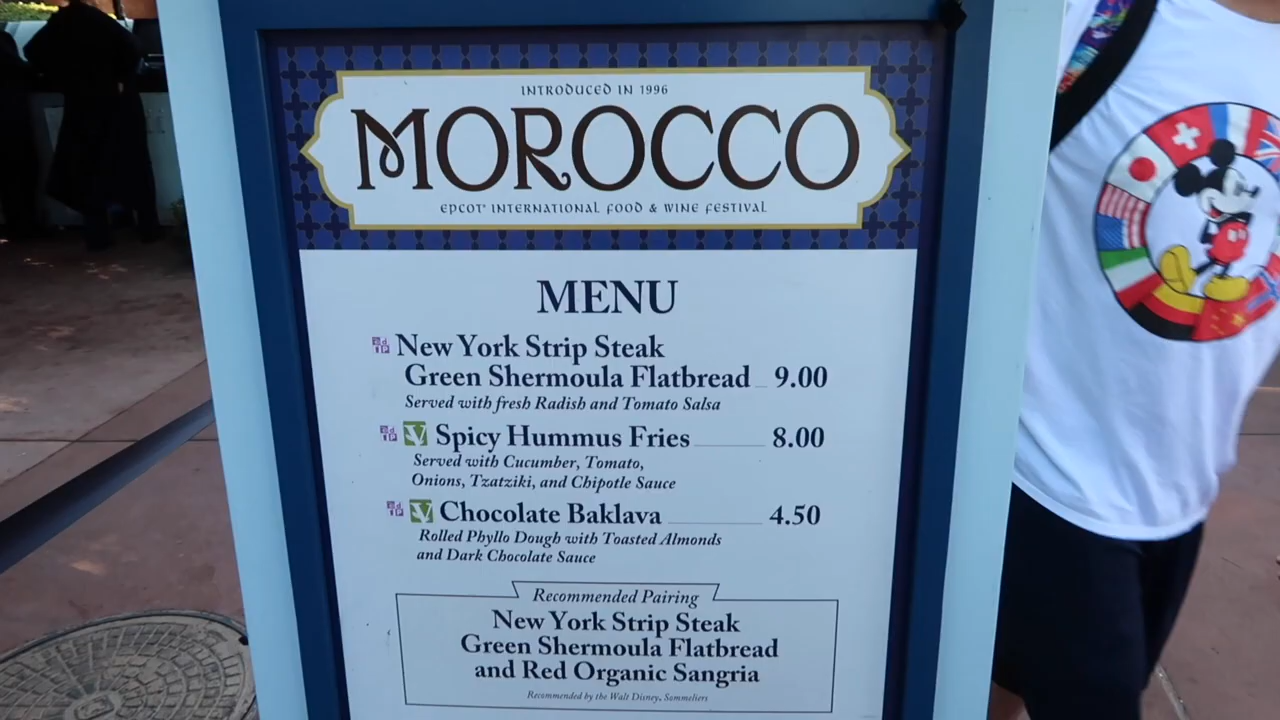 INTRODUCED IN 1996
MOROCCO
EPCOT® INTERNATIONAL FOOD & WINE FESTIVAL
MENU
New York Strip Steak
Green Shermoula Flatbread 9.00
Served with fresh Radish and Tomato Salsa
V Spicy Hummus Fries 8.00
Served with Cucumber, Tomato,
Onions, Tzatziki, and Chipotle Sauce
V Chocolate Baklava 4.50
Rolled Phyllo Dough with Toasted Almonds
and Dark Chocolate Sauce
Recommended Pairing
New York Strip Steak
Green Shermoula Flatbread
and Red Organic Sangria
Recommended by the Walt Disney, Sommeliers